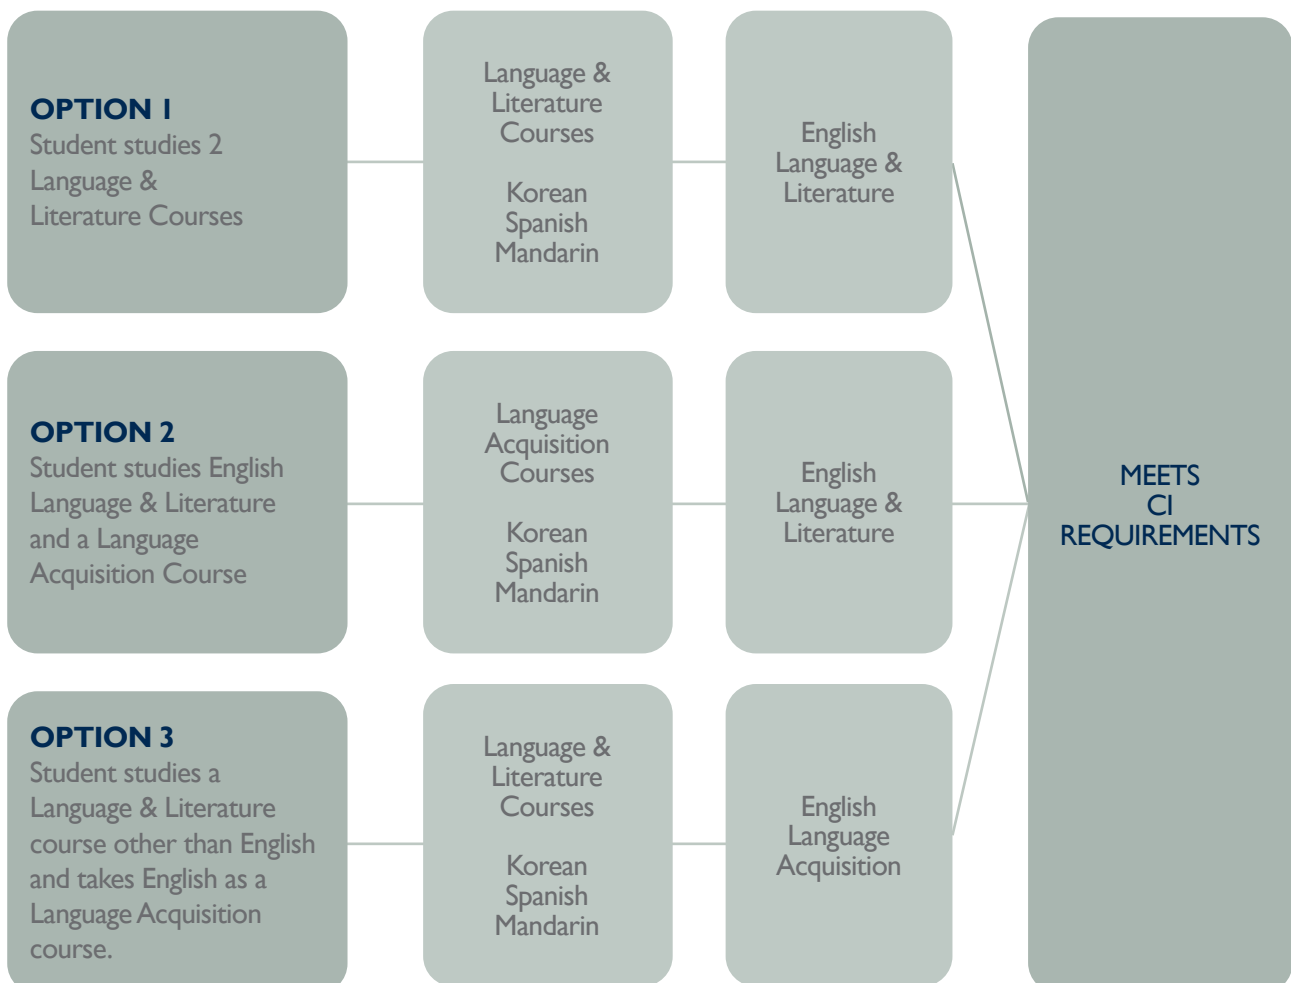 OPTION 1
Student studies 2
Language &
Literature Courses
Language &
Literature
Courses
Korean
Spanish
Mandarin
English
Language &
Literature
OPTION 2
Student studies English
Language & Literature
and a Language
Acquisition Course
Language
Acquisition
Courses
Korean
Spanish
Mandarin
English
Language &
Literature
OPTION 3
Student studies a
Language & Literature
course other than English
and takes English as a
Language Acquisition
course.
Language &
Literature
Courses
Korean
Spanish
Mandarin
English
Language
Acquisition
MEETS
CI
REQUIREMENTS